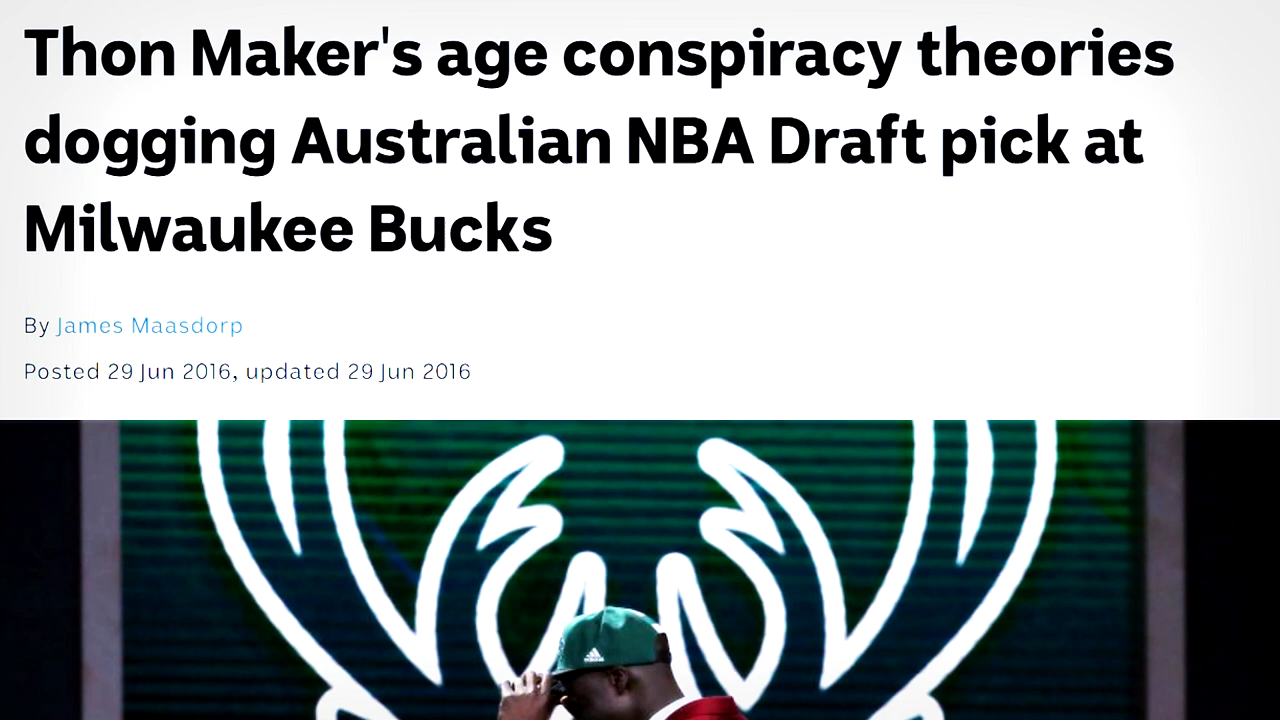 Thon Maker's age conspiracy theories
dogging Australian NBA Draft pick at
Milwaukee Bucks
By James Maasdorp
Posted 29 Jun 2016, updated 29 Jun 2016